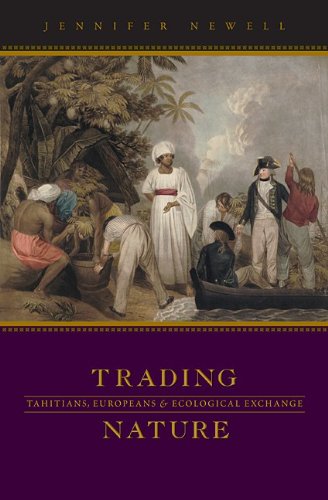 JENNIFER NEWELL
TRADING
TAHITIANS, EUROPEANS & ECOLOGICAL EXCHANGE
NATURE